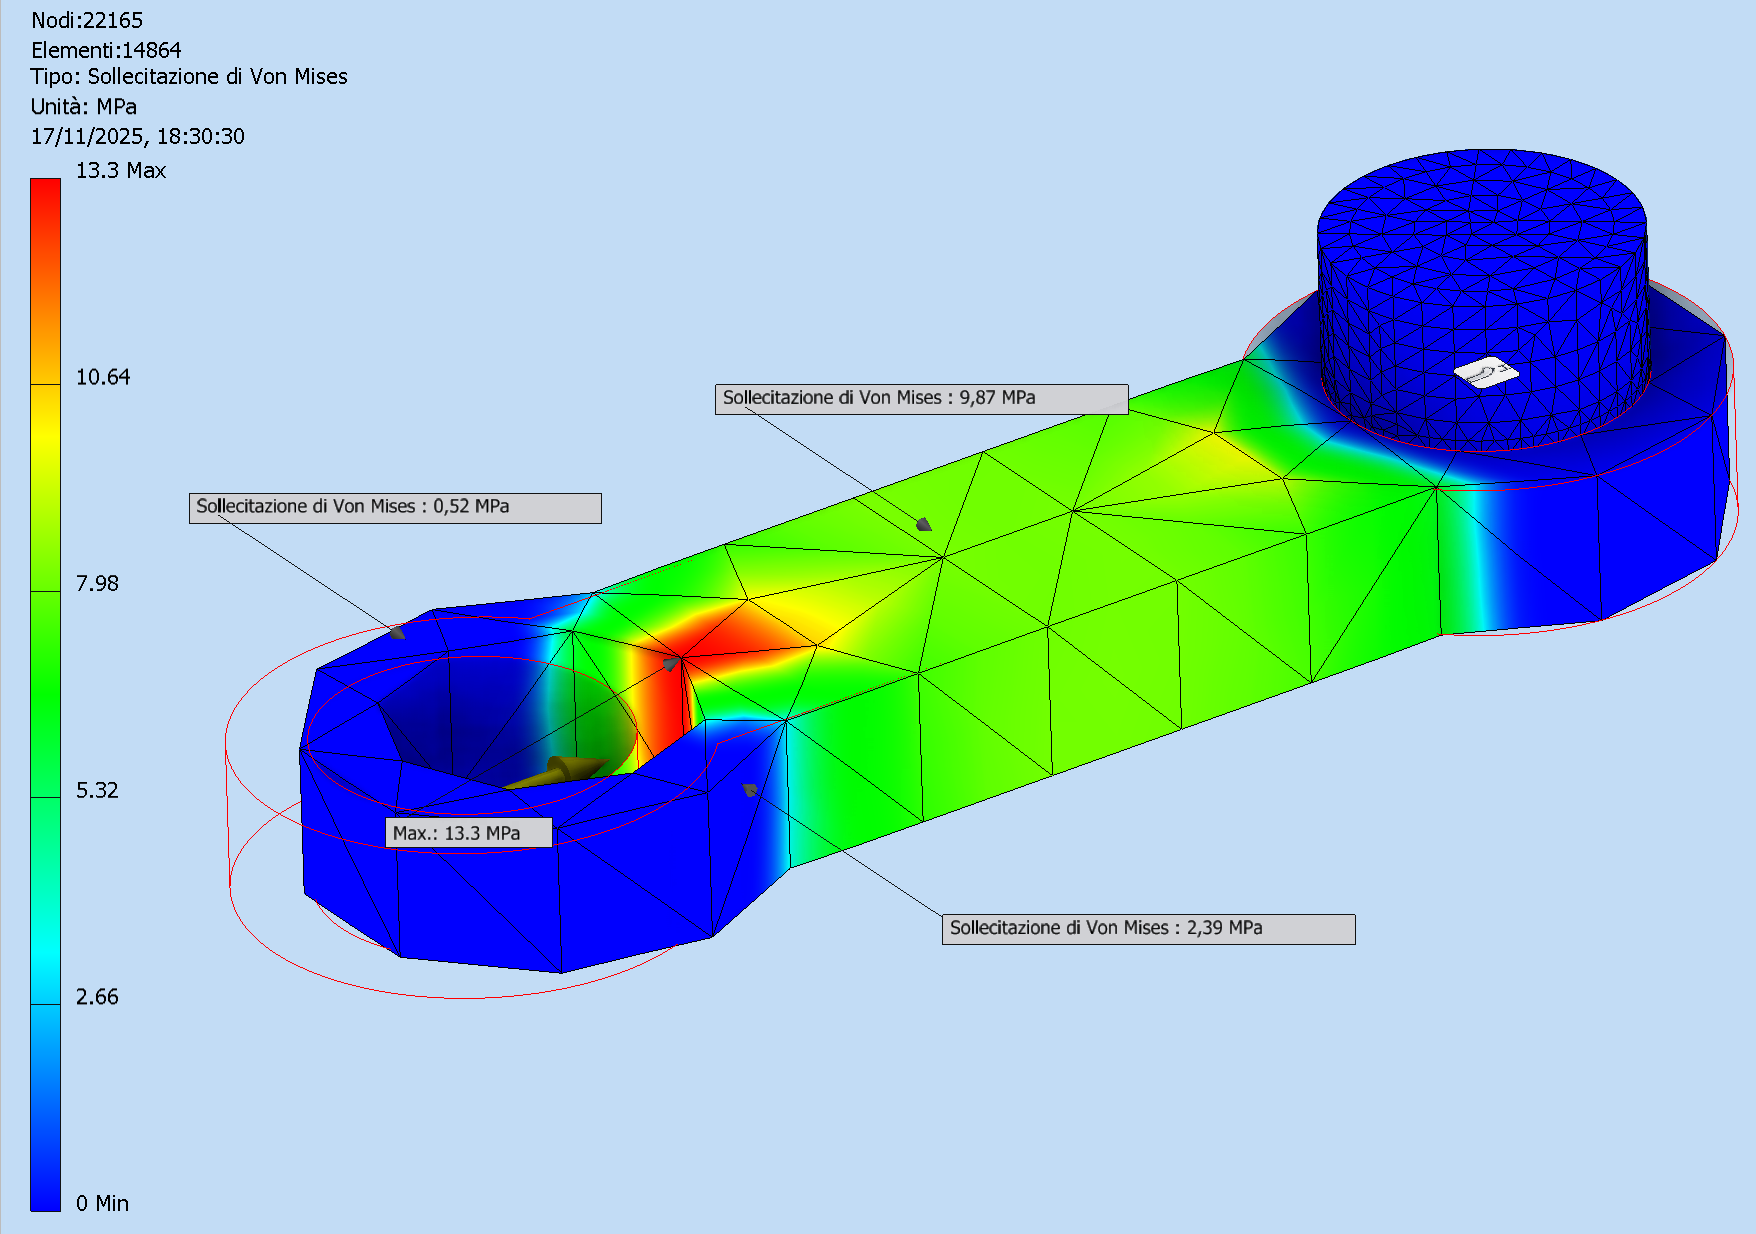 Nodi:22165
Elementi:14864
Tipo: Sollecitazione di Von Mises
Unità: MPa
17/11/2025, 18:30:30
13.3 Max
10.64
7.98
5.32
2.66
0 Min
Sollecitazione di Von Mises : 9,87 MPa
Sollecitazione di Von Mises : 0,52 MPa
Max.: 13.3 MPa
Sollecitazione di Von Mises : 2,39 MPa